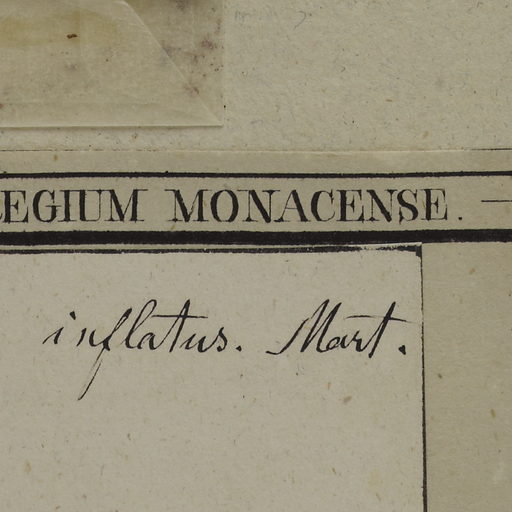 EGIUM MONACENSE. —
inflatus. Mart.